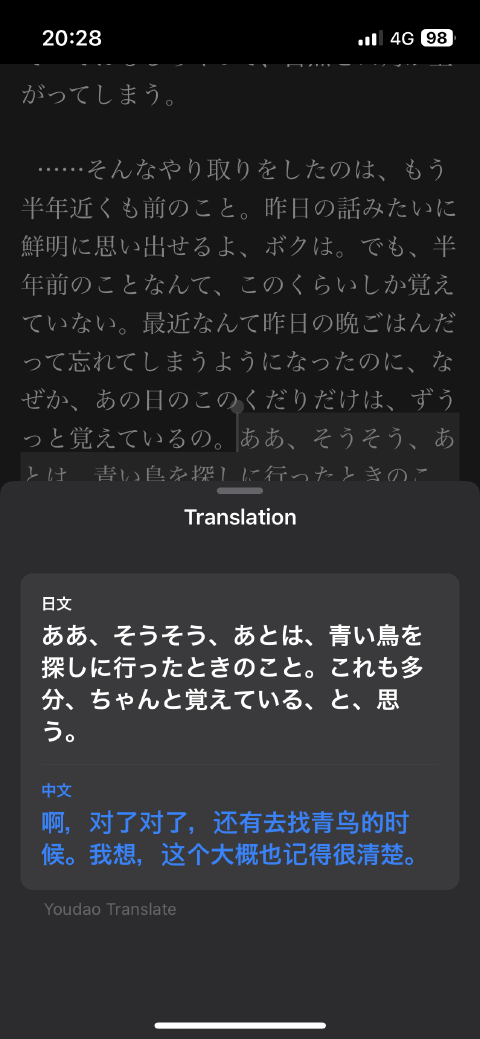 20:28
4G 98
がってしまう。
……そんなやり取りをしたのは、もう
半年近くも前のこと。昨日の話みたいに
鮮明に思い出せるよ、ボクは。でも、半
年前のことなんて、このくらいしか覚え
ていない。最近なんて昨日の晩ごはんだ
って忘れてしまうようになったのに、な
ぜか、あの日のこのくだりだけは、ずう
っと覚えているの。ああ、そうそう、あ
とは、青い鳥を探しに行ったときのこ
Translation
日文
ああ、そうそう、あとは、青い鳥を
探しに行ったときのこと。これも多
分、ちゃんと覚えている、と、思
う。
中文
啊，对了对了，还有去找青鸟的时
候。我想，这个大概也记得很清楚。
Youdao Translate